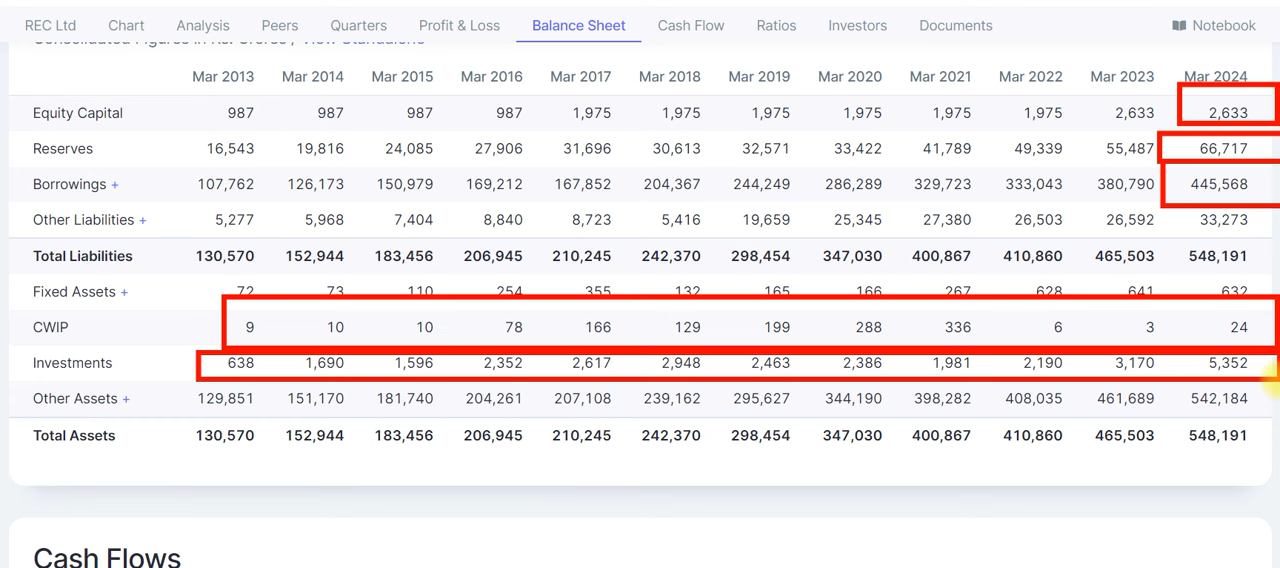 REC Ltd Chart Analysis Peers Quarters Profit & Loss Balance Sheet Cash Flow Ratios Investors Documents Notebook
Consolidated Figures in Rs. Crores / View Standalone
Mar 2013 Mar 2014 Mar 2015 Mar 2016 Mar 2017 Mar 2018 Mar 2019 Mar 2020 Mar 2021 Mar 2022 Mar 2023 Mar 2024
Equity Capital 987 987 987 987 1,975 1,975 1,975 1,975 1,975 1,975 2,633 2,633
Reserves 16,543 19,816 24,085 27,906 31,696 30,613 32,571 33,422 41,789 49,339 55,487 66,717
Borrowings + 107,762 126,173 150,979 169,212 167,852 204,367 244,249 286,289 329,723 333,043 380,790 445,568
Other Liabilities + 5,277 5,968 7,404 8,840 8,723 5,416 19,659 25,345 27,380 26,503 26,592 33,273
Total Liabilities 130,570 152,944 183,456 206,945 210,245 242,370 298,454 347,030 400,867 410,860 465,503 548,191
Fixed Assets + 72 73 110 254 355 132 165 166 267 628 641 632
CWIP 9 10 10 78 166 129 199 288 336 6 3 24
Investments 638 1,690 1,596 2,352 2,617 2,948 2,463 2,386 1,981 2,190 3,170 5,352
Other Assets + 129,851 151,170 181,740 204,261 207,108 239,162 295,627 344,190 398,282 408,035 461,689 542,184
Total Assets 130,570 152,944 183,456 206,945 210,245 242,370 298,454 347,030 400,867 410,860 465,503 548,191
Cash Flows